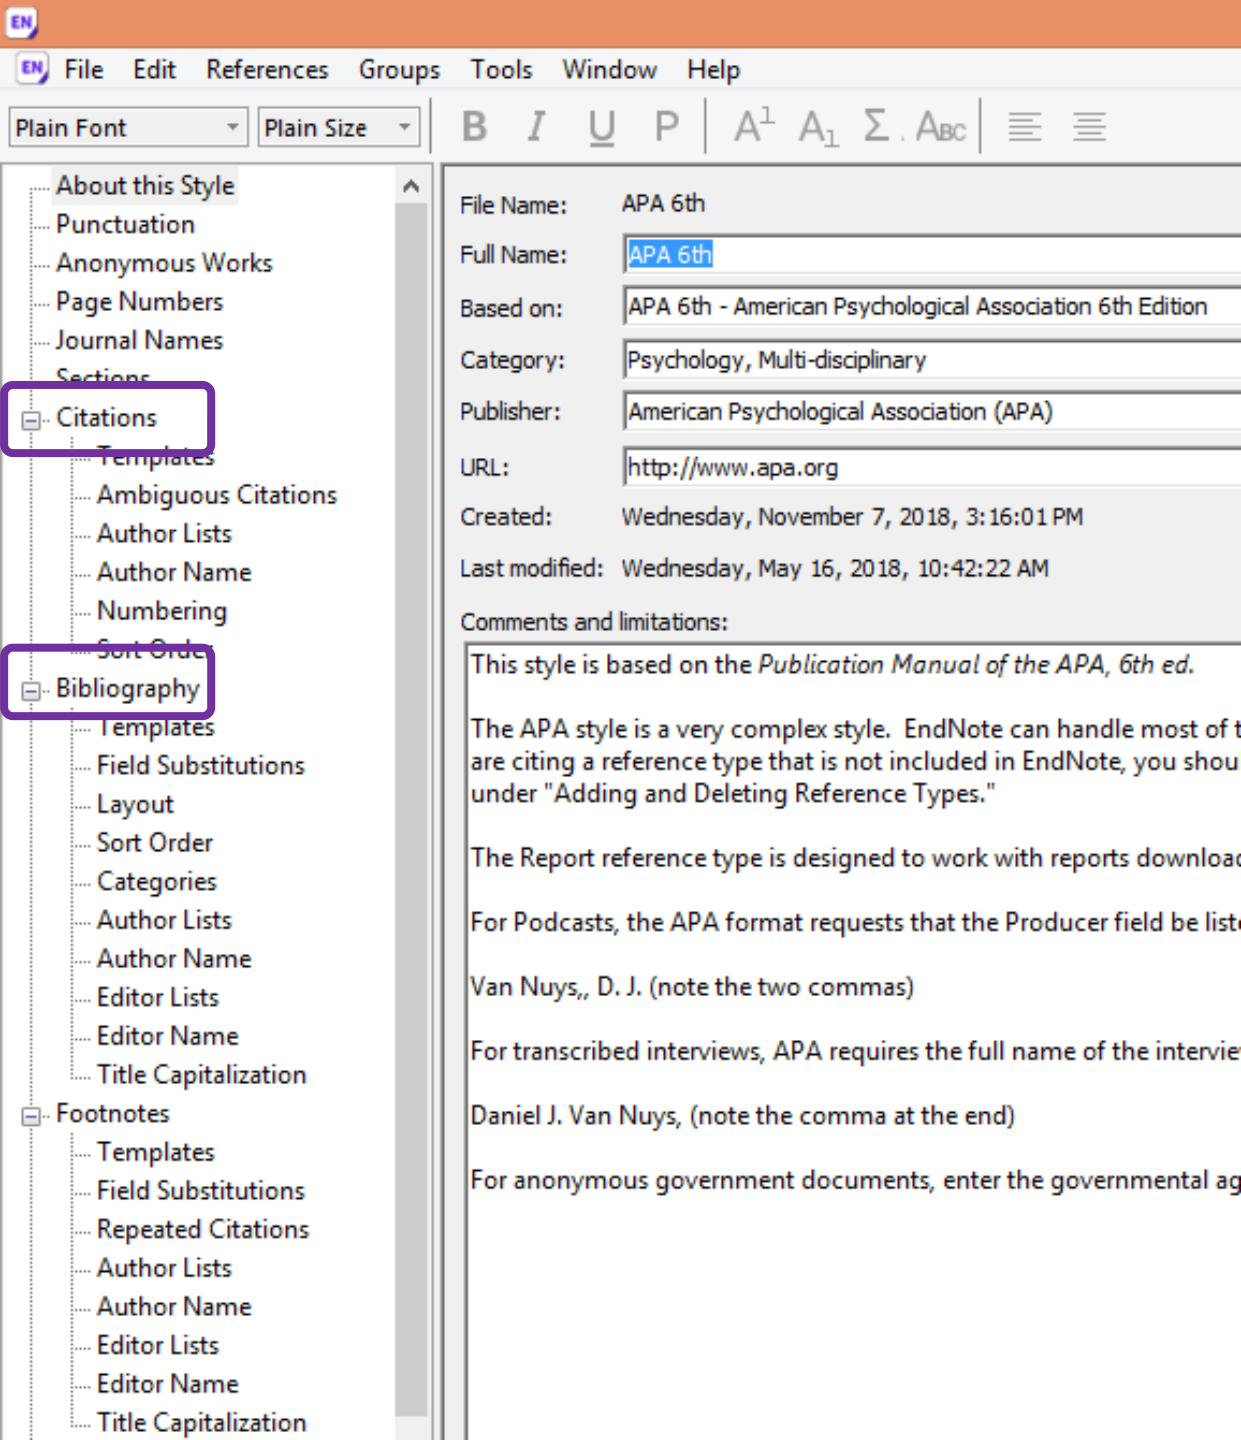 EN
EN File Edit References Groups Tools Window Help
Plain Font Plain Size B I U P A1 A1 Σ . ABC
About this Style
Punctuation
Anonymous Works
Page Numbers
Journal Names
Sections
Citations
Templates
Ambiguous Citations
Author Lists
Author Name
Numbering
Sort Order
Bibliography
Templates
Field Substitutions
Layout
Sort Order
Categories
Author Lists
Author Name
Editor Lists
Editor Name
Title Capitalization
Footnotes
Templates
Field Substitutions
Repeated Citations
Author Lists
Author Name
Editor Lists
Editor Name
Title Capitalization
File Name: APA 6th
Full Name: APA 6th
Based on: APA 6th - American Psychological Association 6th Edition
Category: Psychology, Multi-disciplinary
Publisher: American Psychological Association (APA)
URL: http://www.apa.org
Created: Wednesday, November 7, 2018, 3:16:01 PM
Last modified: Wednesday, May 16, 2018, 10:42:22 AM
Comments and limitations:
This style is based on the Publication Manual of the APA, 6th ed.
The APA style is a very complex style. EndNote can handle most of
are citing a reference type that is not included in EndNote, you
under "Adding and Deleting Reference Types."
The Report reference type is designed to work with reports
For Podcasts, the APA format requests that the Producer field be
Van Nuys,, D. J. (note the two commas)
For transcribed interviews, APA requires the full name of the
Daniel J. Van Nuys, (note the comma at the end)
For anonymous government documents, enter the governmental